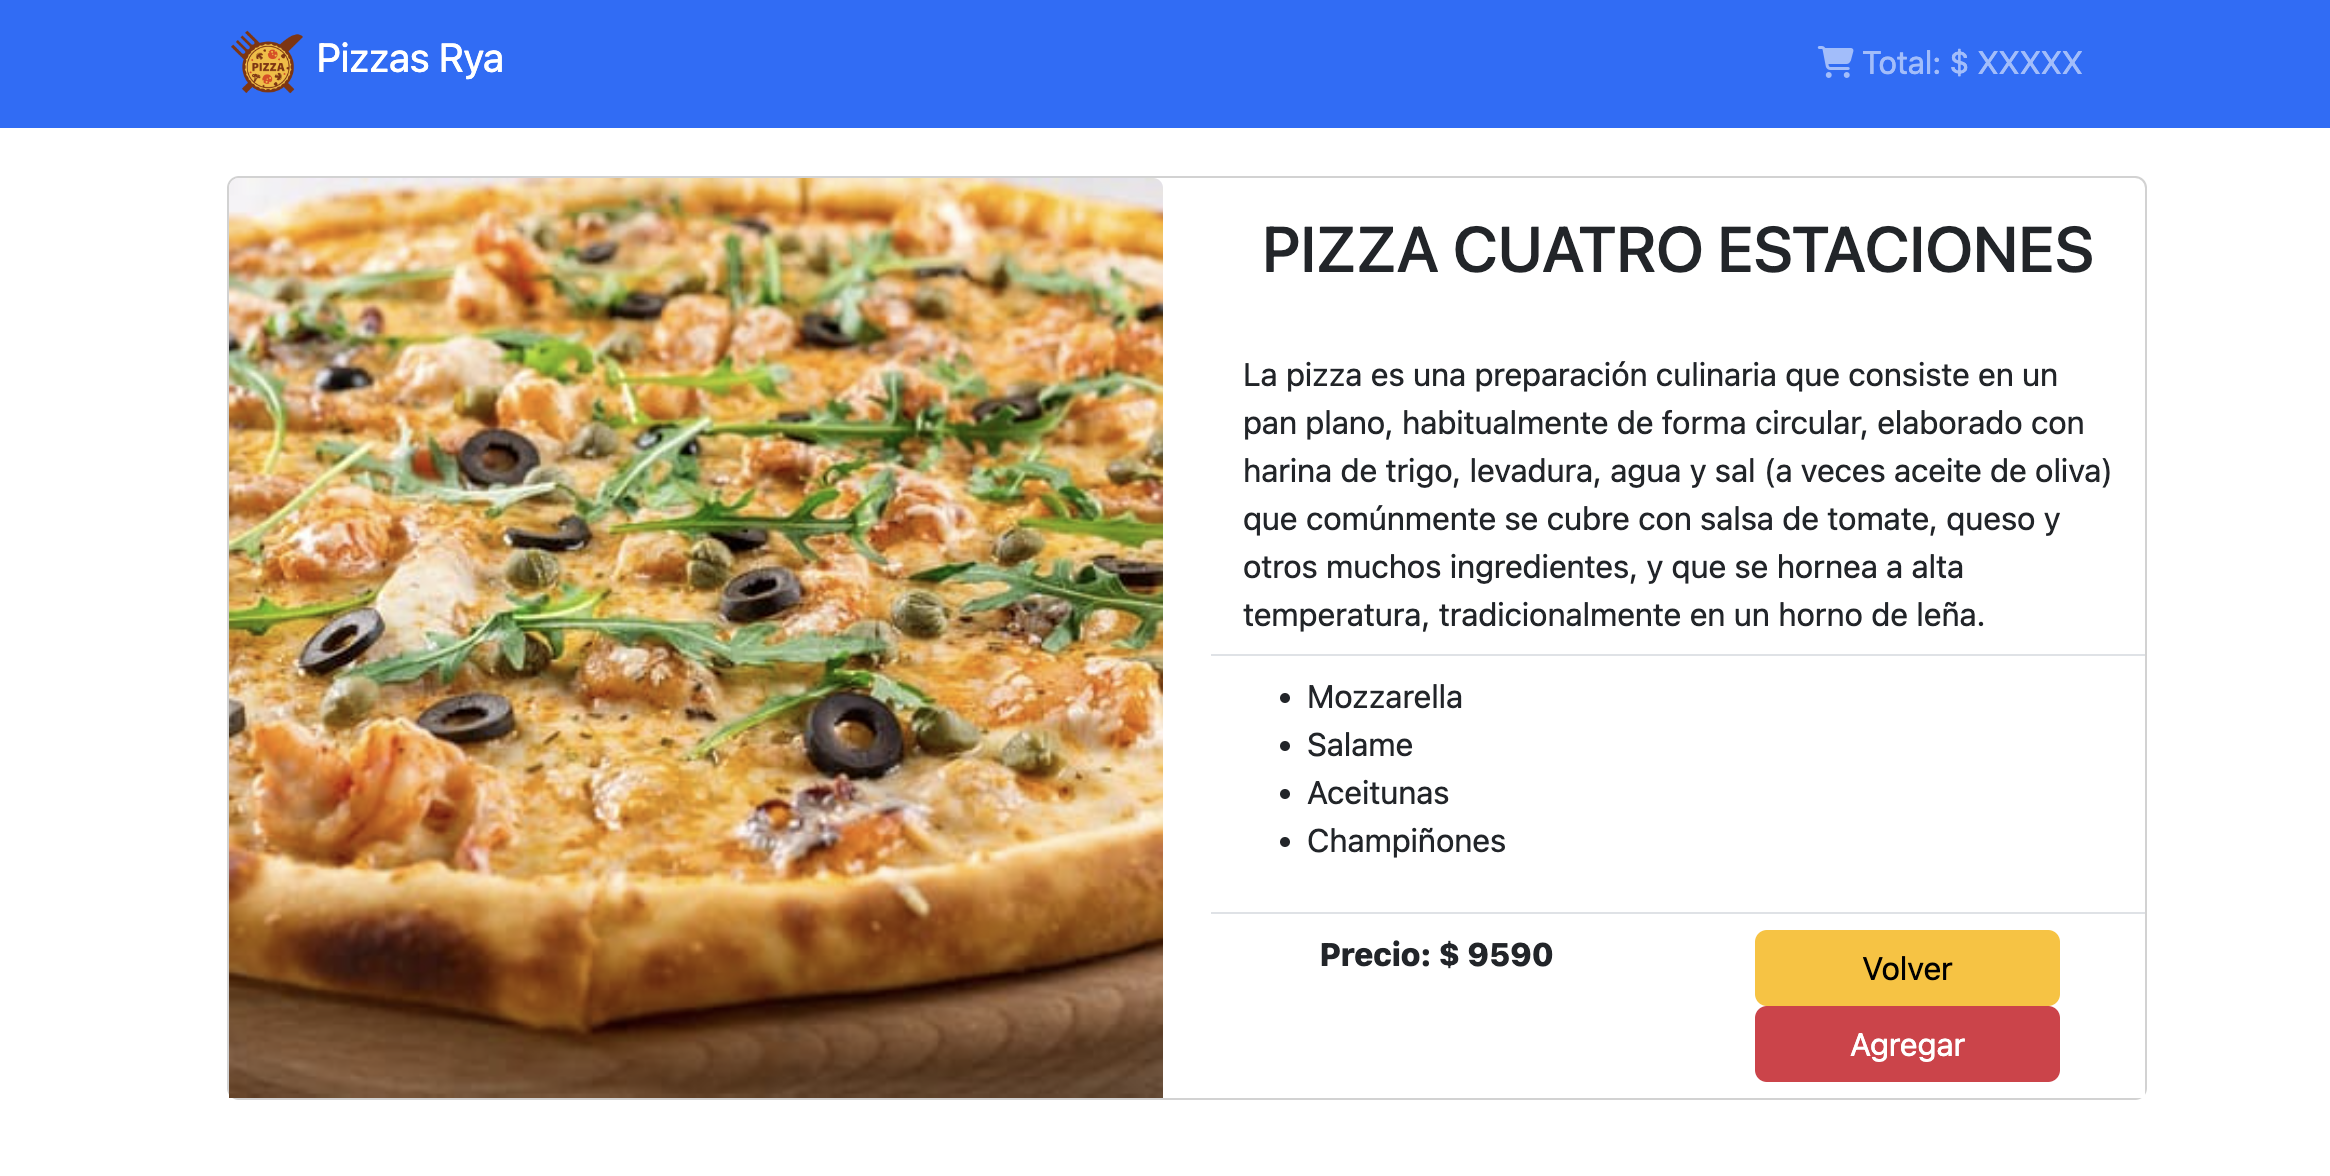 PIZZA
Pizzas Rya
Total: $ XXXXX
PIZZA CUATRO ESTACIONES
La pizza es una preparación culinaria que consiste en un
pan plano, habitualmente de forma circular, elaborado con
harina de trigo, levadura, agua y sal (a veces aceite de oliva)
que comúnmente se cubre con salsa de tomate, queso y
otros muchos ingredientes, y que se hornea a alta
temperatura, tradicionalmente en un horno de leña.
• Mozzarella
• Salame
• Aceitunas
• Champiñones
Precio: $ 9590
Volver
Agregar